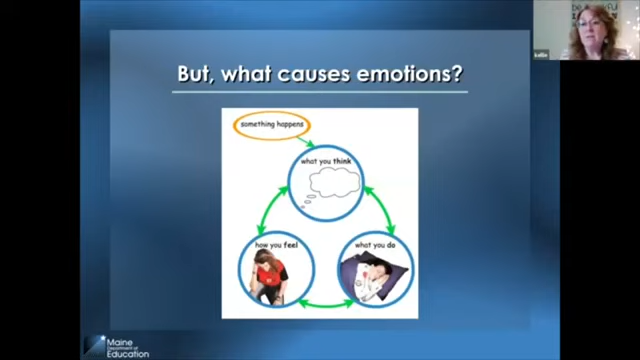 But, what causes emotions?
something happens
what you think
how you feel
what you do
Maine
Department of
Education